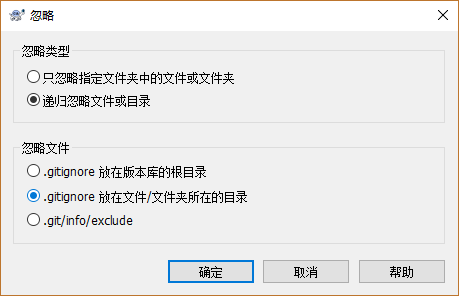 忽略
忽略类型
只忽略指定文件夹中的文件或文件夹
递归忽略文件或目录
忽略文件
.gitignore 放在版本库的根目录
.gitignore 放在文件/文件夹所在的目录
.git/info/exclude
确定 取消 帮助